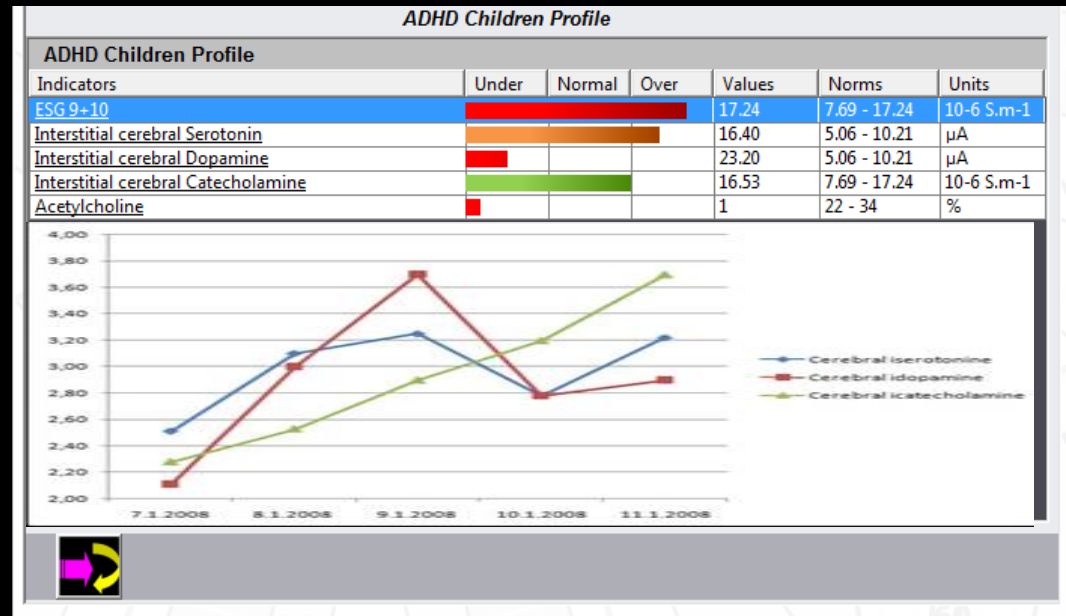 ADHD Children Profile
ADHD Children Profile
Indicators Under Normal Over Values Norms Units
ESG 9+10 17.24 7.69 - 17.24 10-6 S.m-1
Interstitial cerebral Serotonin 16.40 5.06 - 10.21 µA
Interstitial cerebral Dopamine 23.20 5.06 - 10.21 µA
Interstitial cerebral Catecholamine 16.53 7.69 - 17.24 10-6 S.m-1
Acetylcholine 1 22 - 34 %
4,00
3,80
3,60
3,40
3,20
3,00
2,80
2,60
2,40
2,20
2,00
7.1.2008 8.1.2008 9.1.2008 10.1.2008 11.1.2008
Cerebral iserotonine
Cerebral idopamine
Cerebral icatecholamine